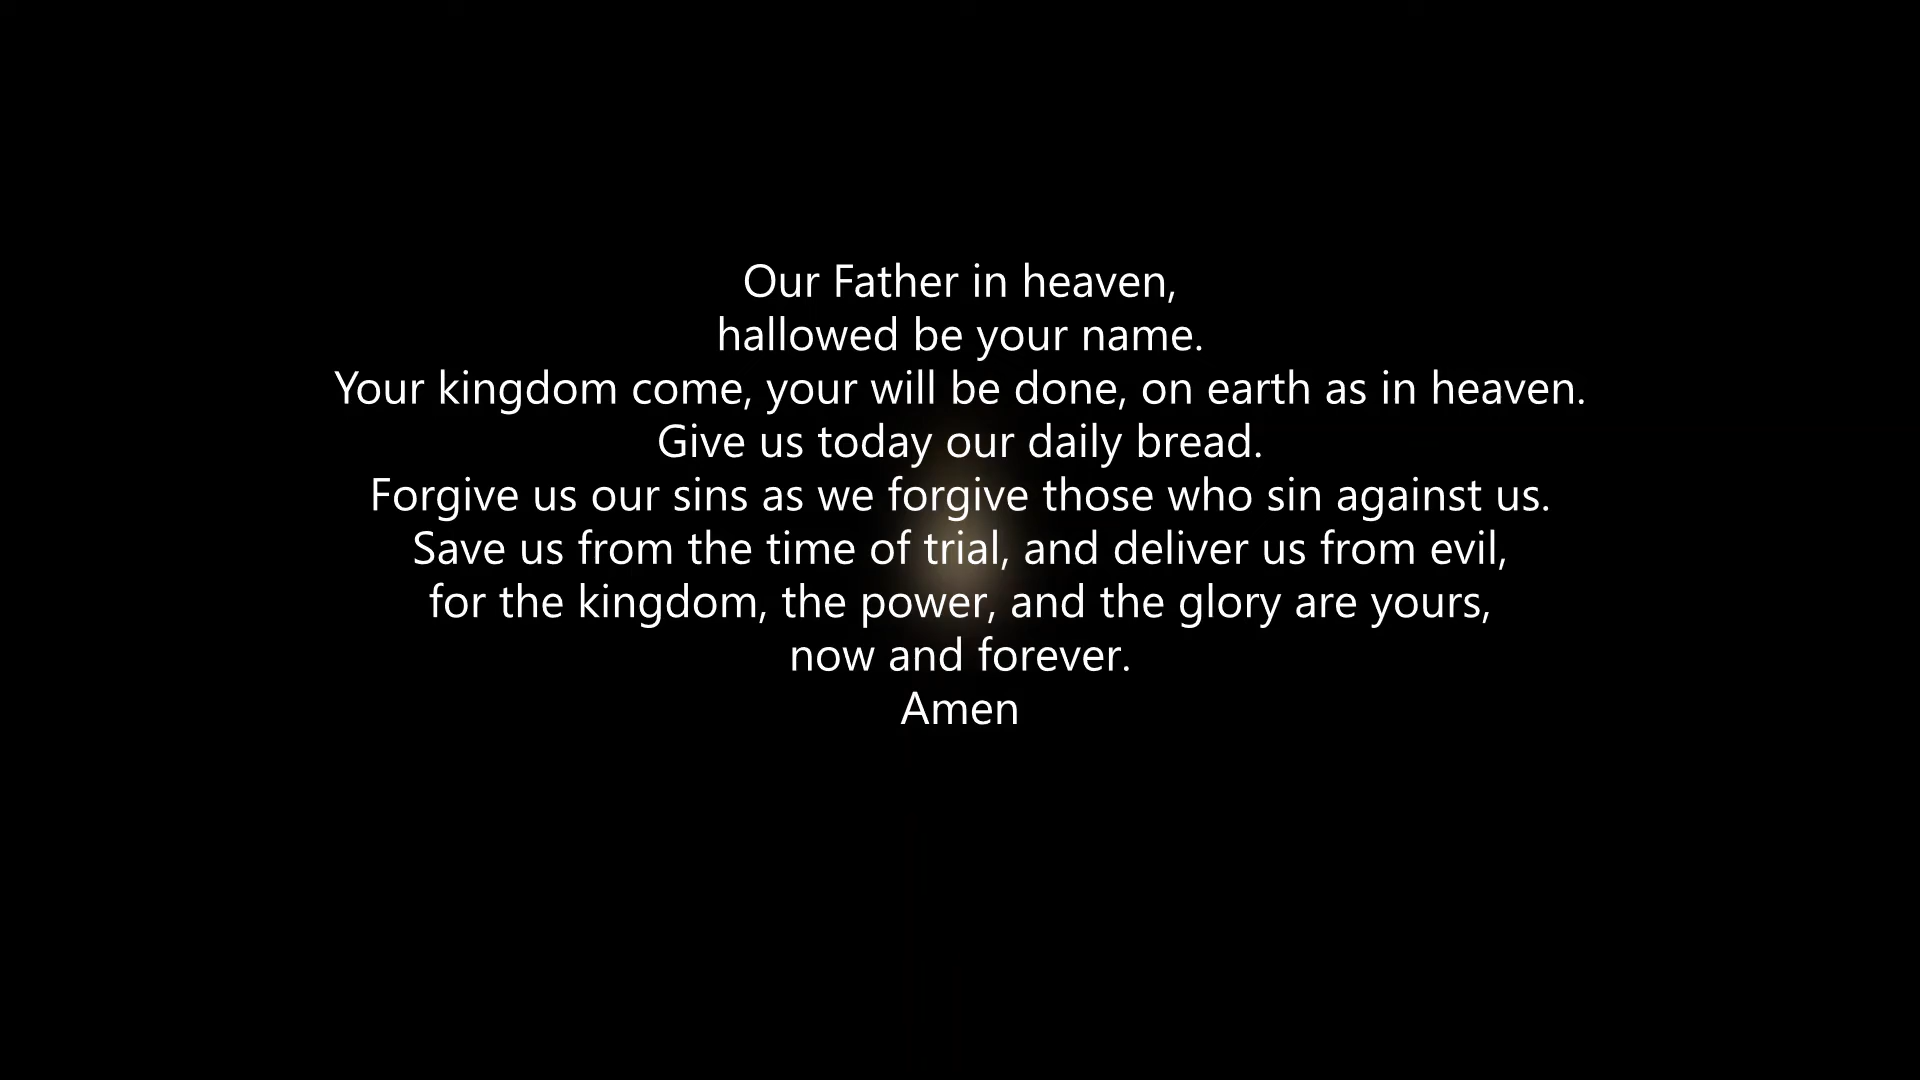 Our Father in heaven,
hallowed be your name.
Your kingdom come, your will be done, on earth as in heaven.
Give us today our daily bread.
Forgive us our sins as we forgive those who sin against us.
Save us from the time of trial, and deliver us from evil,
for the kingdom, the power, and the glory are yours,
now and forever.
Amen